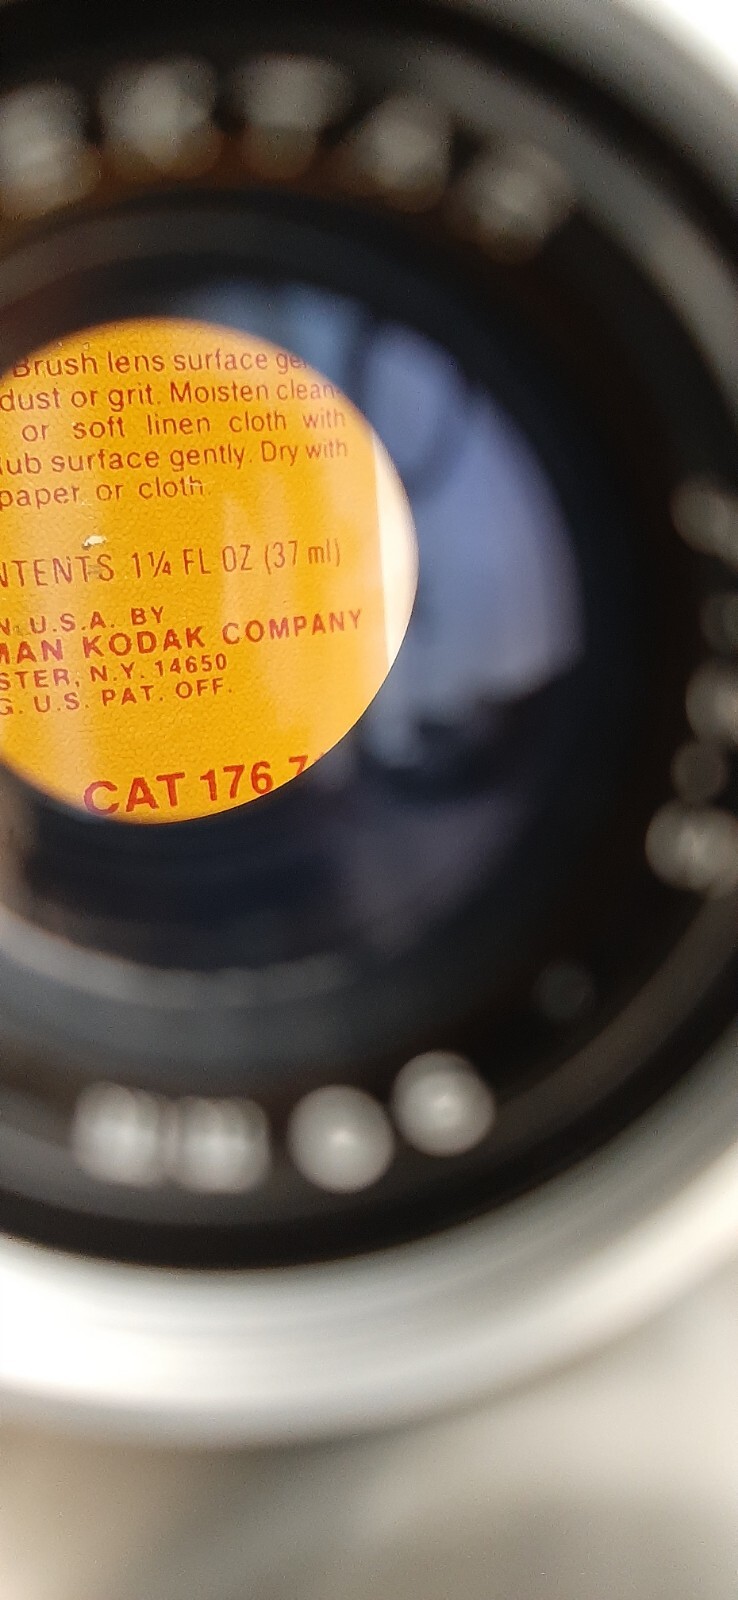 Brush lens surface ge
dust or grit. Moisten clean-
or soft linen cloth with
ub surface gently. Dry with
paper or cloth.
NTENTS 1¼ FL OZ (37 ml)
N U.S.A. BY
MAN KODAK COMPANY
STER, N.Y. 14650
G. U.S. PAT. OFF.
CAT 176 7